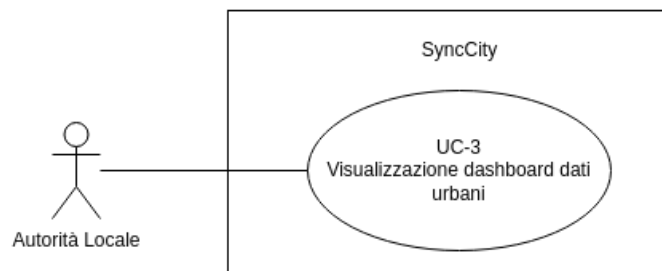 SyncCity
UC-3
Visualizzazione dashboard dati
urbani
Autorità Locale